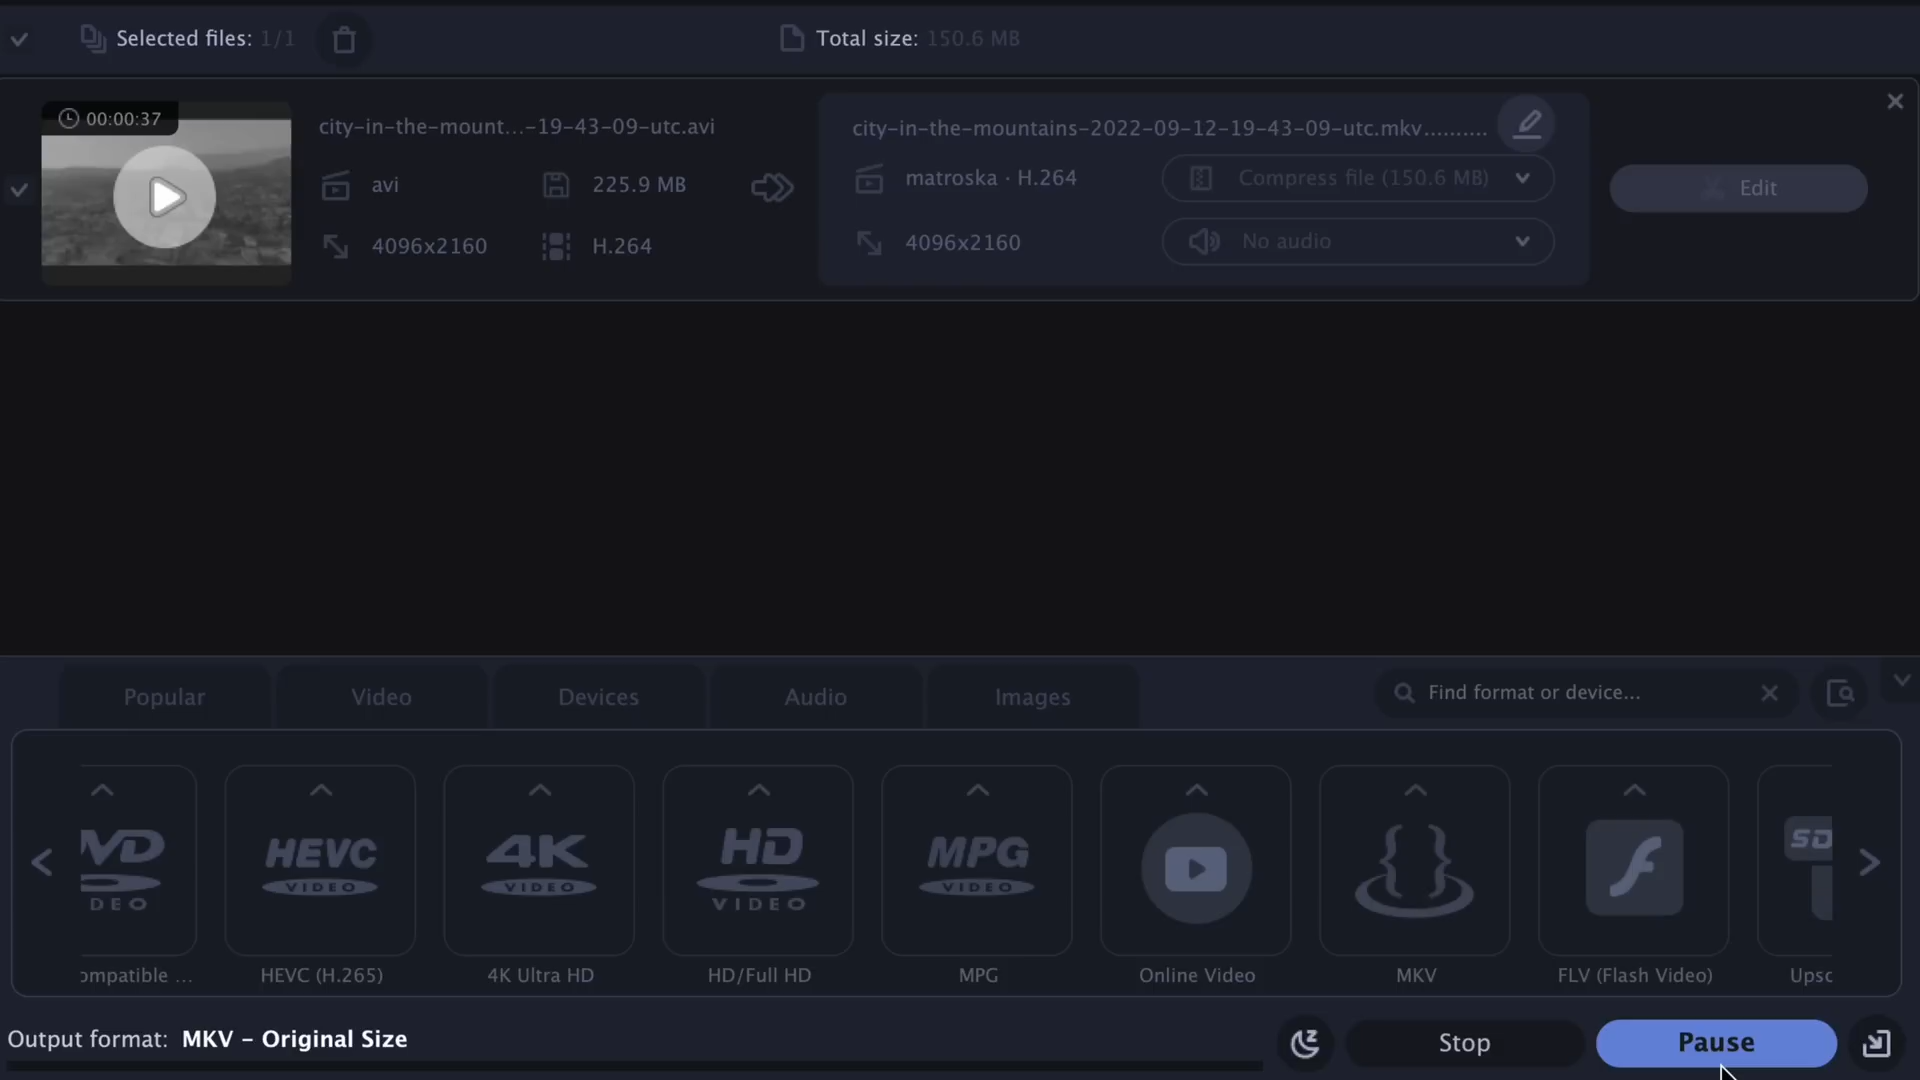 Selected files: 1/1
Total size: 150.6 MB
00:00:37
city-in-the-mount...-19-43-09-utc.avi
avi
225.9 MB
4096x2160
H.264
city-in-the-mountains-2022-09-12-19-43-09-utc.mkv..........
matroska · H.264
Compress file (150.6 MB)
4096x2160
No audio
Edit
Popular
Video
Devices
Audio
Images
Find format or device...
VD
DEO
HEVC
VIDEO
4K
VIDEO
HD
VIDEO
MPG
VIDEO
{ }
f
SD
ompatible ...
HEVC (H.265)
4K Ultra HD
HD/Full HD
MPG
Online Video
MKV
FLV (Flash Video)
Upsc
Output format: MKV – Original Size
Stop
Pause